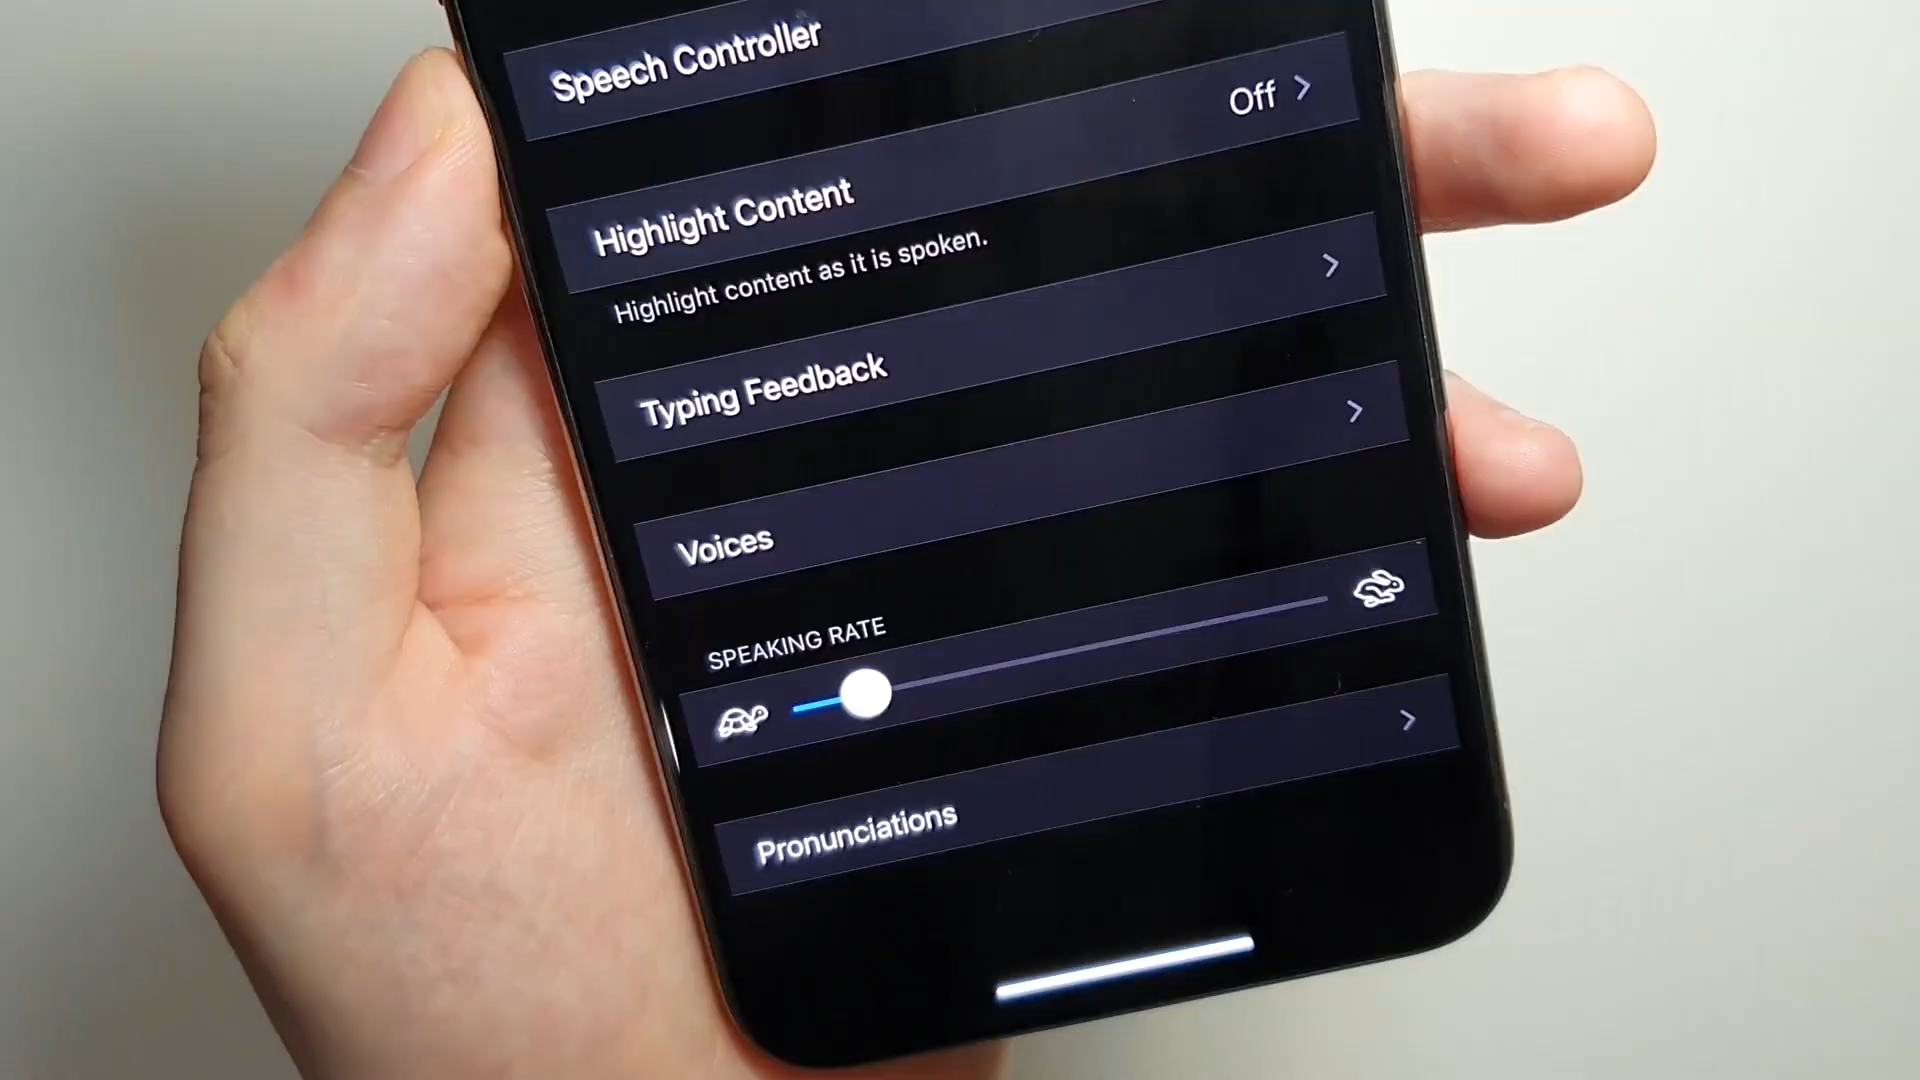 Speech Controller
Highlight Content Off
Highlight content as it is spoken.
Typing Feedback
Voices
SPEAKING RATE
Pronunciations